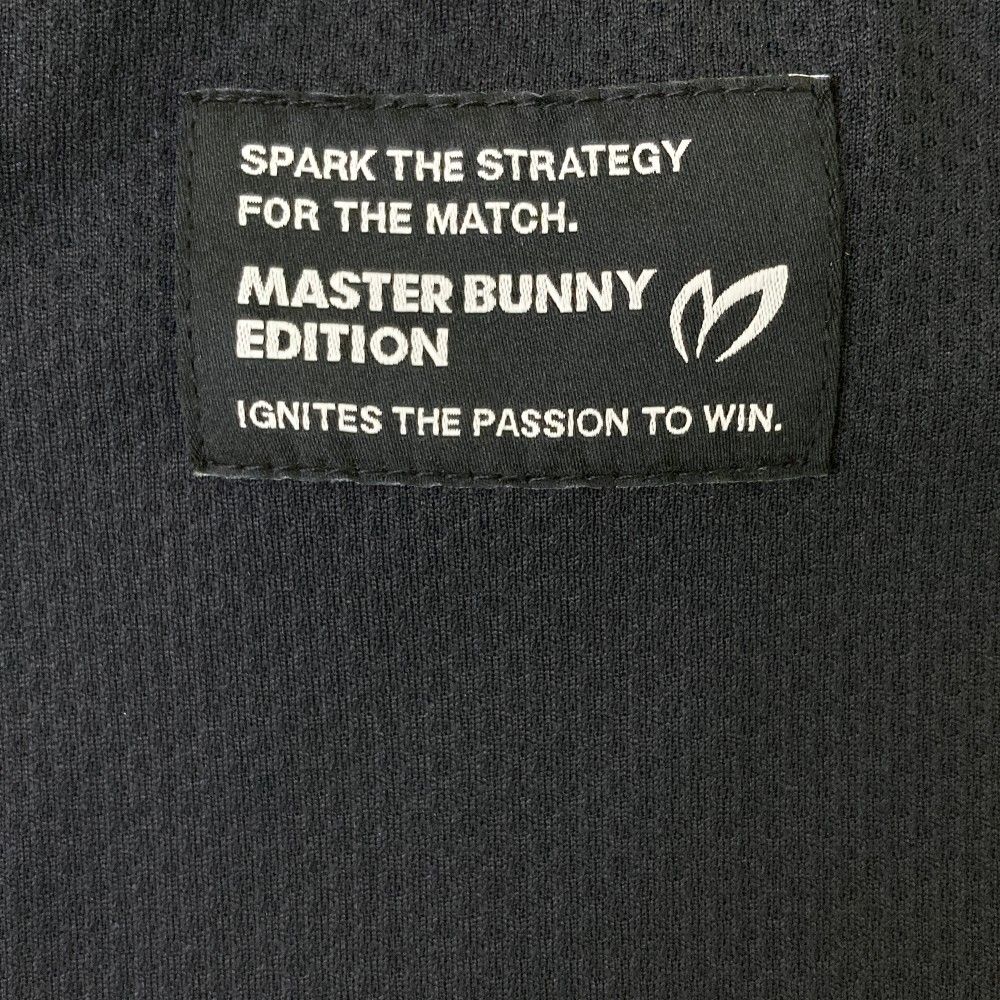 SPARK THE STRATEGY
FOR THE MATCH.
MASTER BUNNY
EDITION
IGNITES THE PASSION TO WIN.